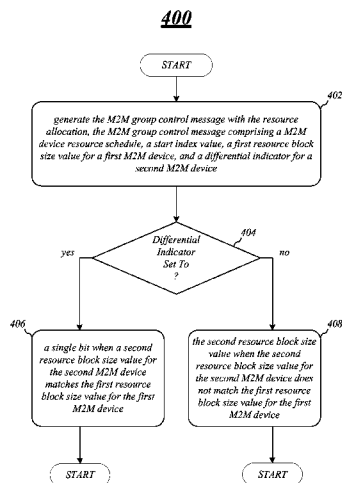 400
START
402
generate the M2M group control message with the resource
allocation, the M2M group control message comprising a M2M
device resource schedule, a start index value, a first resource block
size value for a first M2M device, and a differential indicator for a
second M2M device
Differential
Indicator
Set To
?
404
yes
no
406
a single bit when a second
resource block size value for
the second M2M device
matches the first resource
block size value for the first
M2M device
408
the second resource block size
value when the second
resource block size value for
the second M2M device does
not match the first resource
block size value for the first
M2M device
START
START